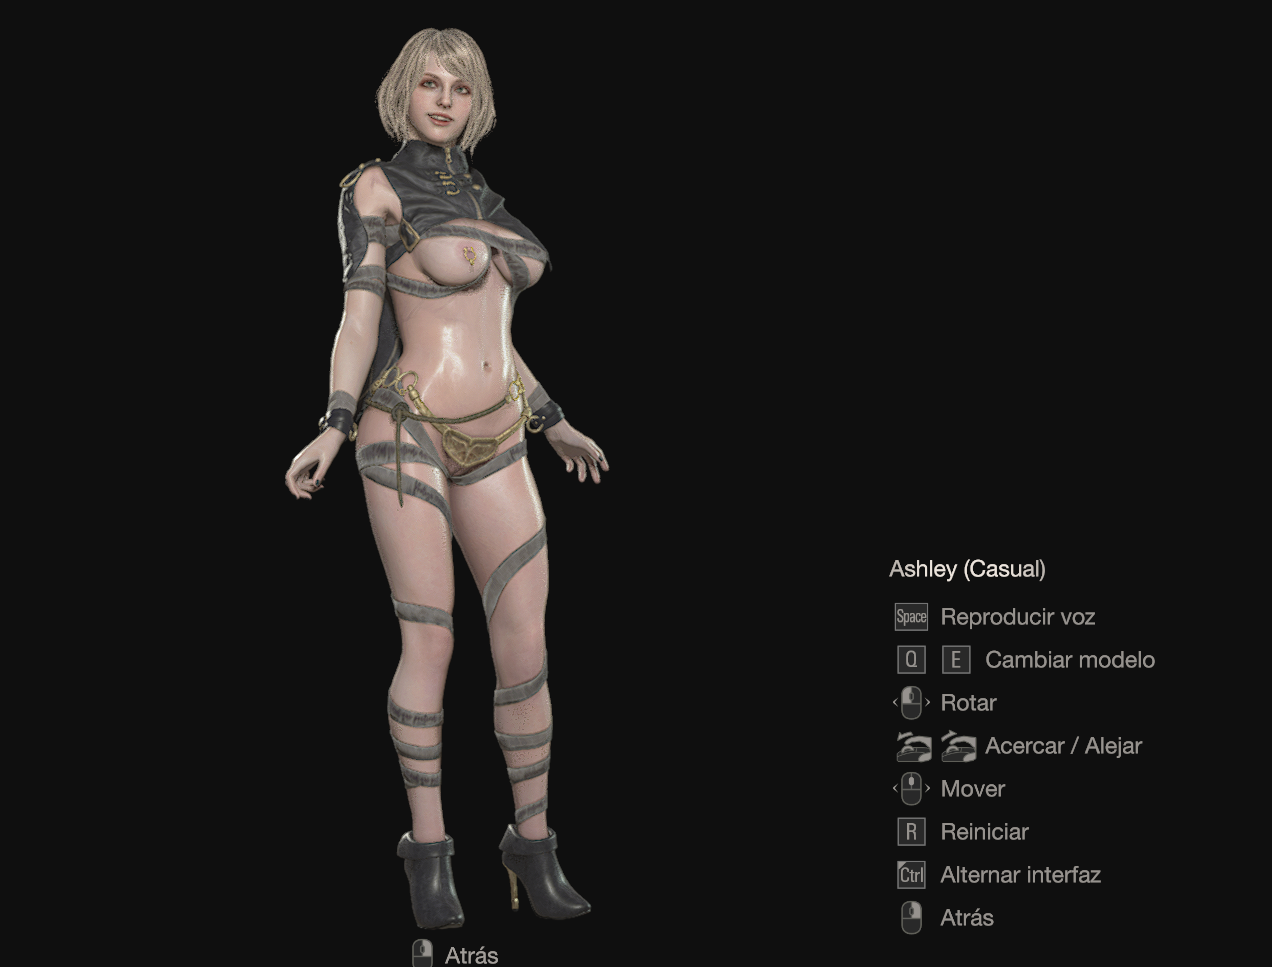 Ashley (Casual)
Space Reproducir voz
Q E Cambiar modelo
Rotar
Acercar / Alejar
Mover
R Reiniciar
Ctrl Alternar interfaz
Atrás
Atrás